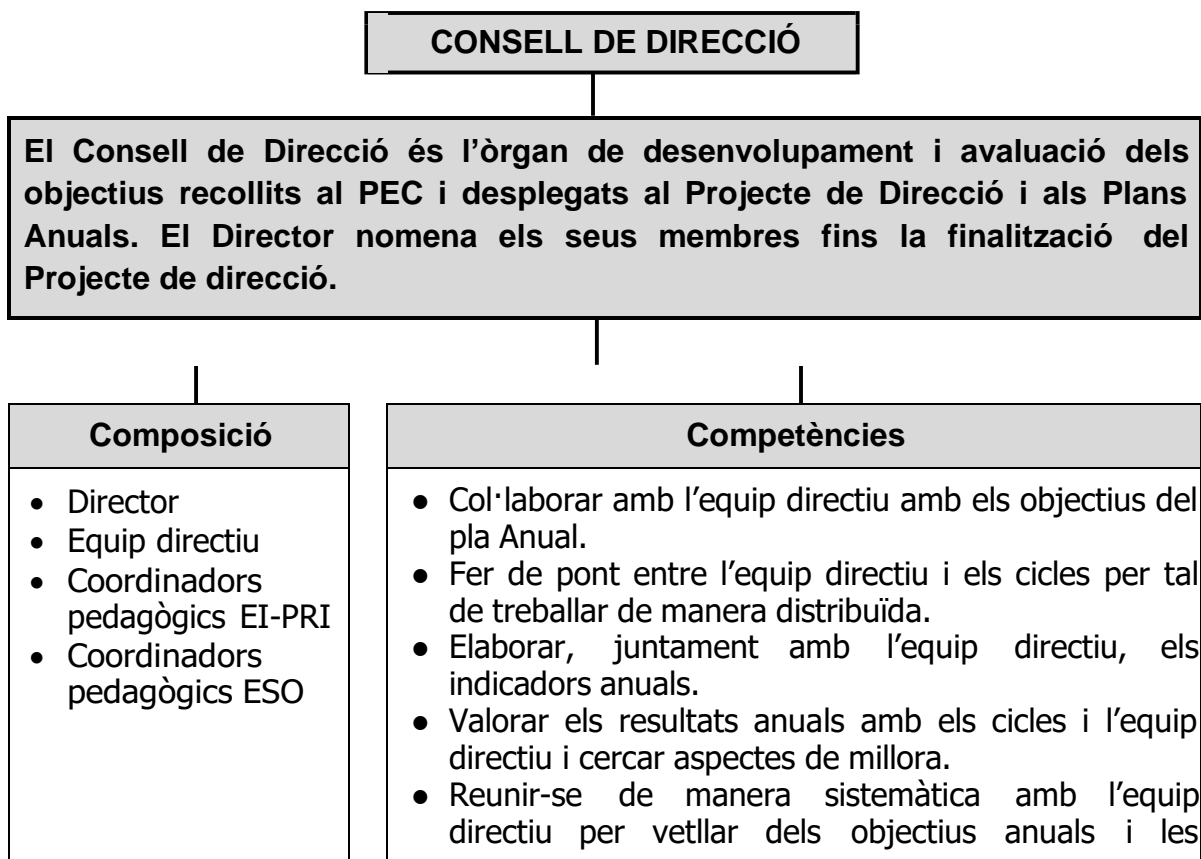 CONSELL DE DIRECCIÓ
El Consell de Direcció és l’òrgan de desenvolupament i avaluació dels
objectius recollits al PEC i desplegats al Projecte de Direcció i als Plans
Anuals. El Director nomena els seus membres fins la finalització del
Projecte de direcció.
Composició
• Director
• Equip directiu
• Coordinadors
pedagògics EI-PRI
• Coordinadors
pedagògics ESO
Competències
• Col·laborar amb l’equip directiu amb els objectius del
pla Anual.
• Fer de pont entre l’equip directiu i els cicles per tal
de treballar de manera distribuïda.
• Elaborar, juntament amb l’equip directiu, els
indicadors anuals.
• Valorar els resultats anuals amb els cicles i l’equip
directiu i cercar aspectes de millora.
• Reunir-se de manera sistemàtica amb l’equip
directiu per vetllar dels objectius anuals i les